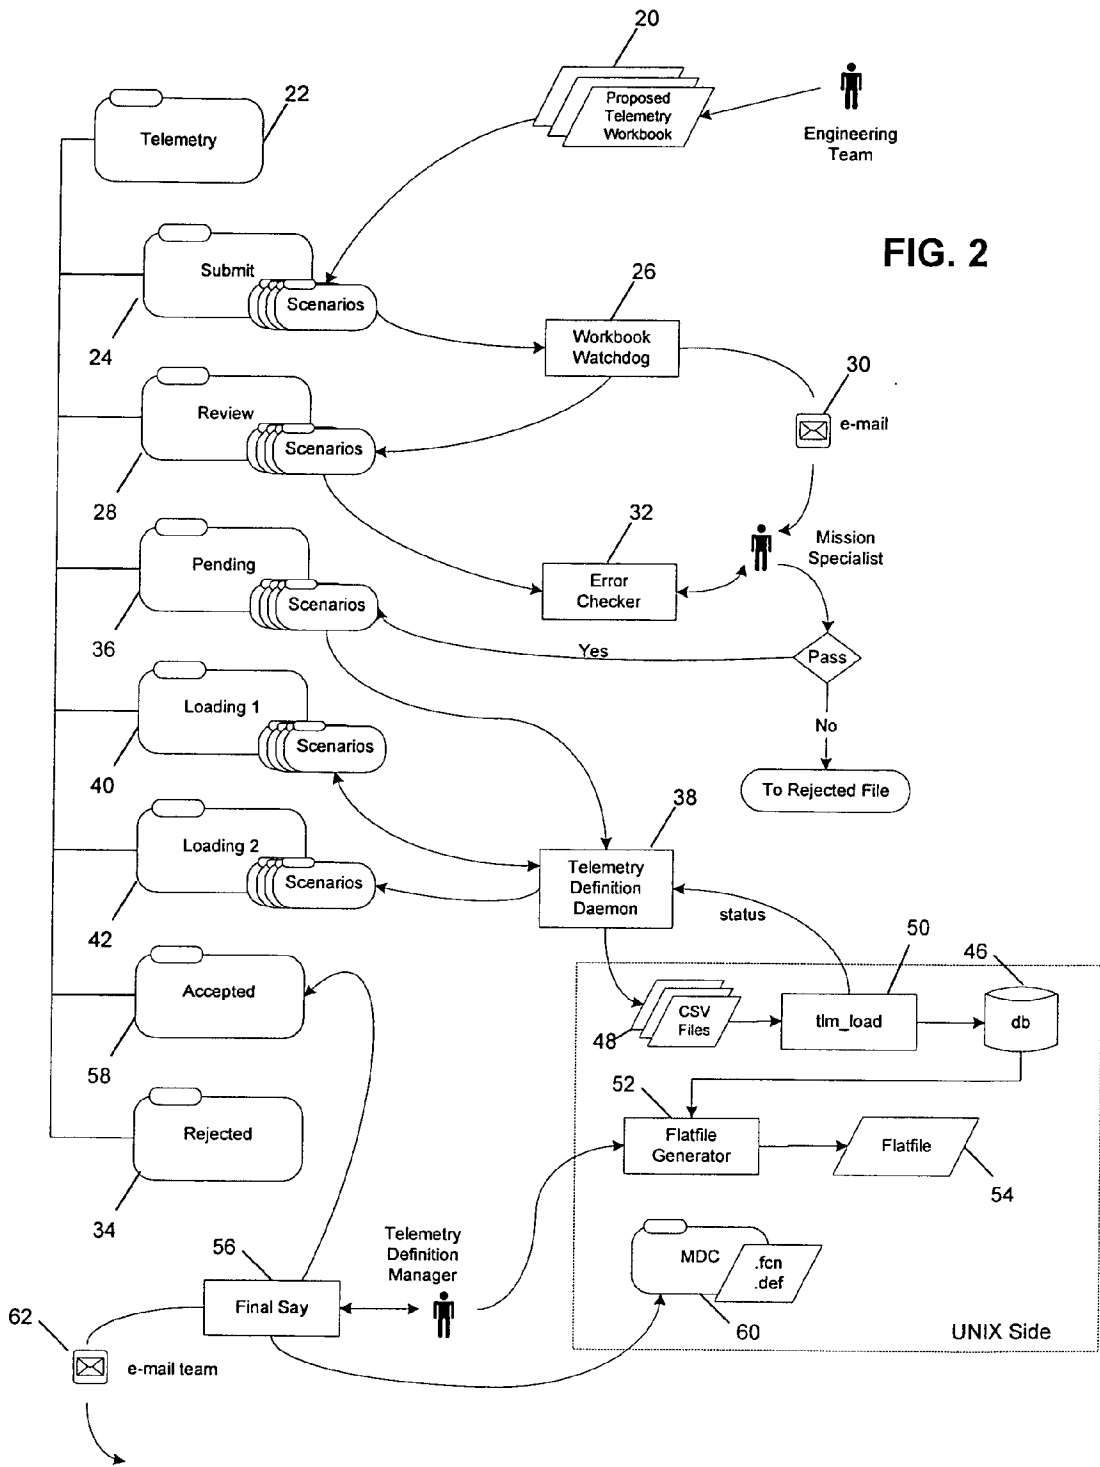 20
22
Proposed
Telemetry
Workbook
Telemetry
Engineering
Team
FIG. 2
Submit
Scenarios
24
26
Workbook
Watchdog
30
e-mail
Review
Scenarios
28
32
Mission
Specialist
Error
Checker
Pending
Scenarios
36
Yes
Pass
No
To Rejected File
Loading 1
Scenarios
40
38
Loading 2
Scenarios
42
Telemetry
Definition
Daemon
status
50
46
Accepted
58
CSV
Files
48
tlm_load
db
52
Flatfile
Generator
Flatfile
54
Rejected
34
56
Telemetry
Definition
Manager
Final Say
MDC
.fcn
.def
60
UNIX Side
62
e-mail team